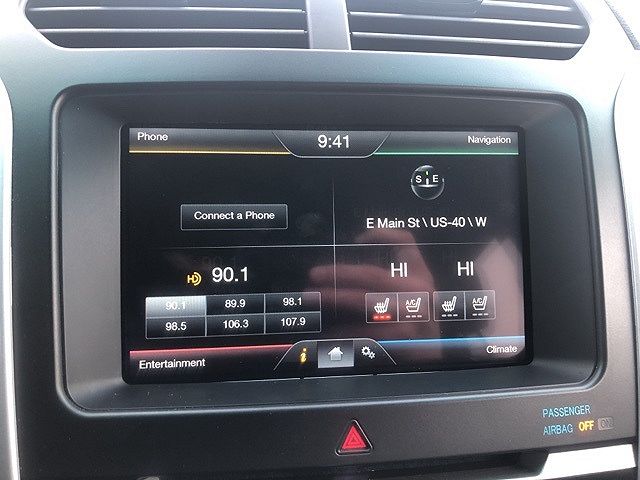 Phone
9:41
Navigation
S E
Connect a Phone
E Main St \ US-40 \ W
HD 90.1
HI HI
90.1 89.9 98.1
98.5 106.3 107.9
A/C A/C
Entertainment
i
Climate
PASSENGER
AIRBAG OFF ON